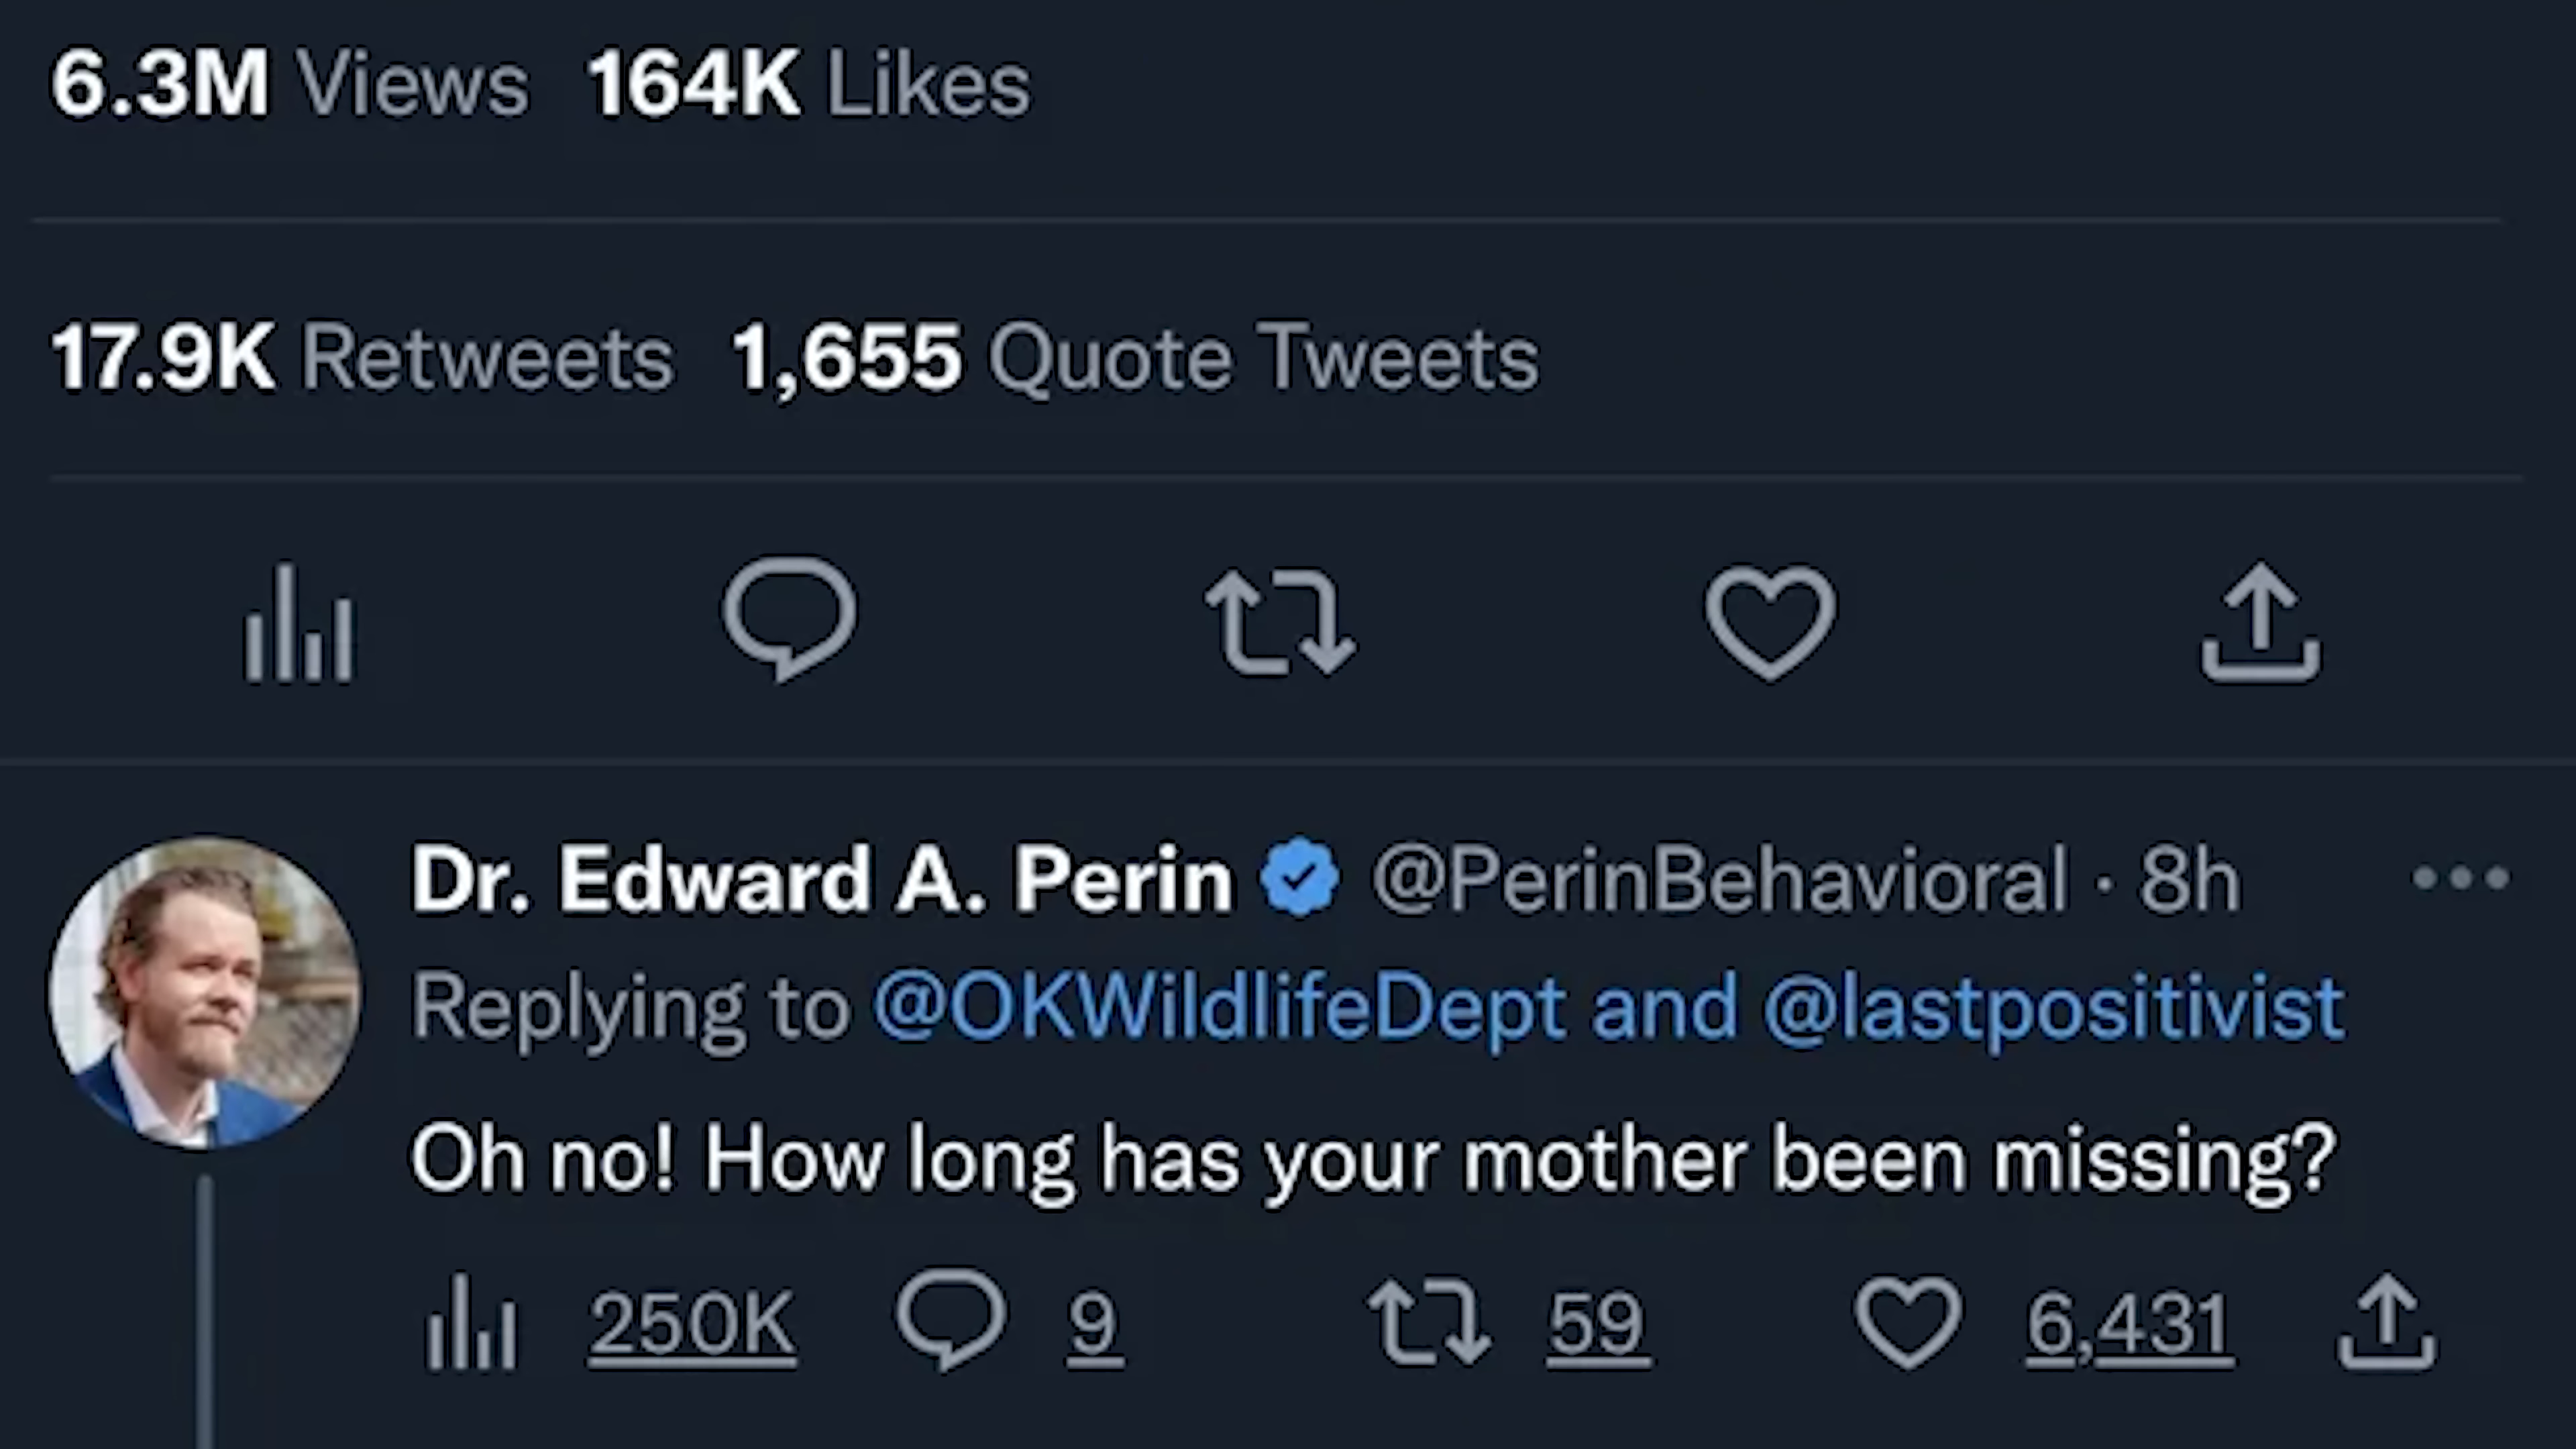 6.3M Views 164K Likes
17.9K Retweets 1,655 Quote Tweets
Dr. Edward A. Perin @PerinBehavioral · 8h
Replying to @OKWildlifeDept and @lastpositivist
Oh no! How long has your mother been missing?
250K 9 59 6,431